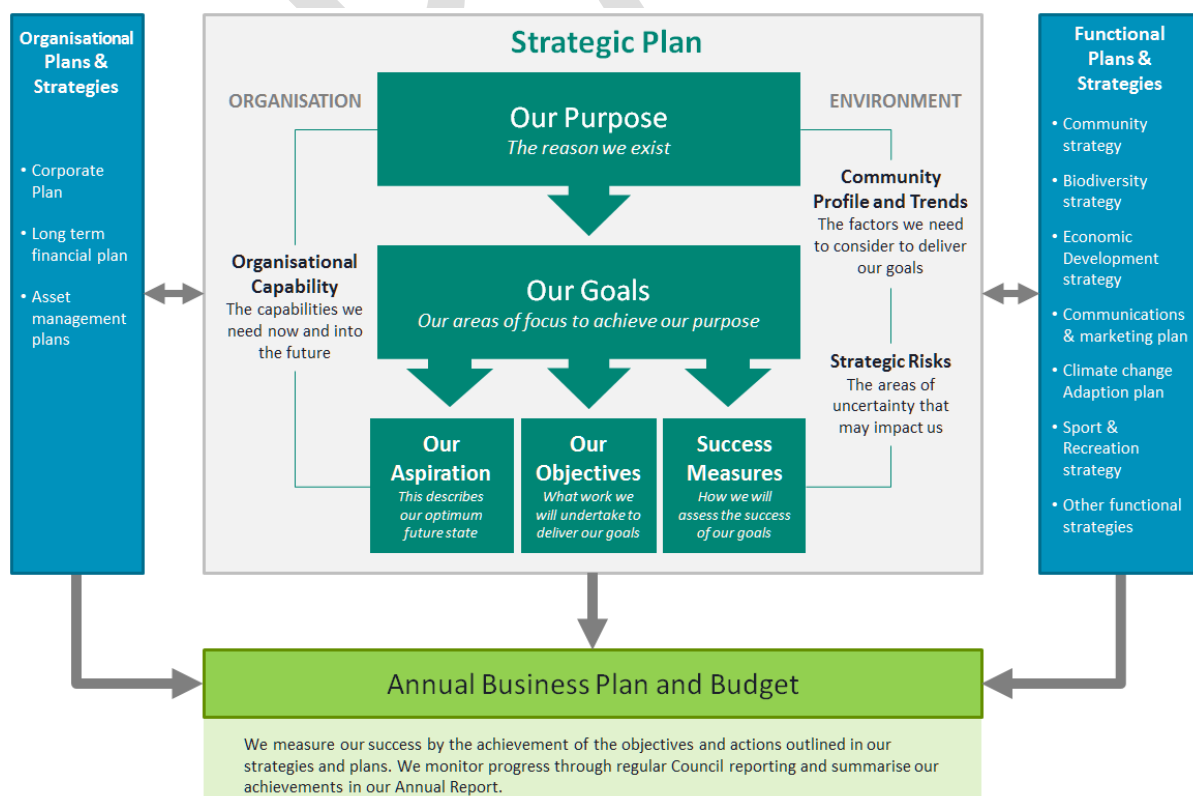 Organisational
Plans &
Strategies
• Corporate
Plan
• Long term
financial plan
• Asset
management
plans
Strategic Plan
ORGANISATION
ENVIRONMENT
Our Purpose
The reason we exist
Organisational
Capability
The capabilities we
need now and into
the future
Community
Profile and Trends
The factors we need
to consider to deliver
our goals
Our Goals
Our areas of focus to achieve our purpose
Strategic Risks
The areas of
uncertainty that
may impact us
Our
Aspiration
This describes
our optimum
future state
Our
Objectives
What work we
will undertake to
deliver our goals
Success
Measures
How we will
assess the success
of our goals
Functional
Plans &
Strategies
• Community
strategy
• Biodiversity
strategy
• Economic
Development
strategy
• Communications
& marketing plan
• Climate change
Adaption plan
• Sport &
Recreation
strategy
• Other functional
strategies
Annual Business Plan and Budget
We measure our success by the achievement of the objectives and actions outlined in our
strategies and plans. We monitor progress through regular Council reporting and summarise our
achievements in our Annual Report.